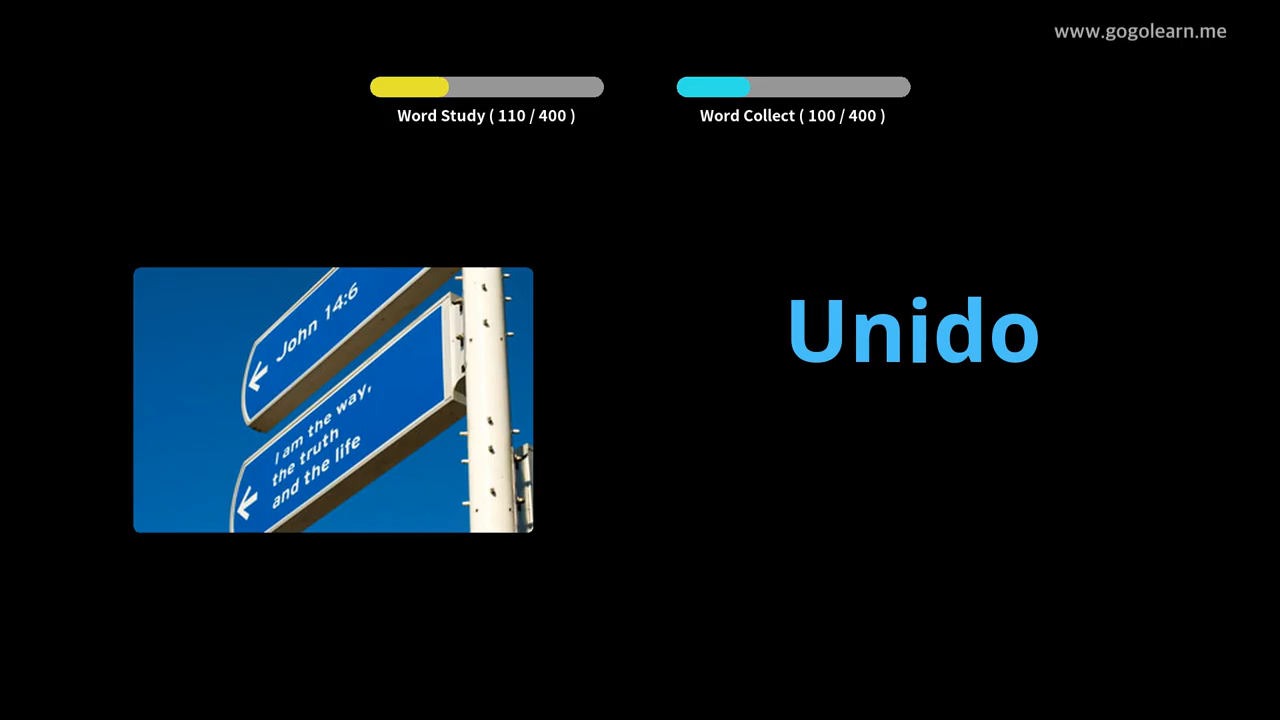 www.gogolearn.me
Word Study ( 110 / 400 )
Word Collect ( 100 / 400 )
John 14:6
I am the way,
the truth
and the life
Unido